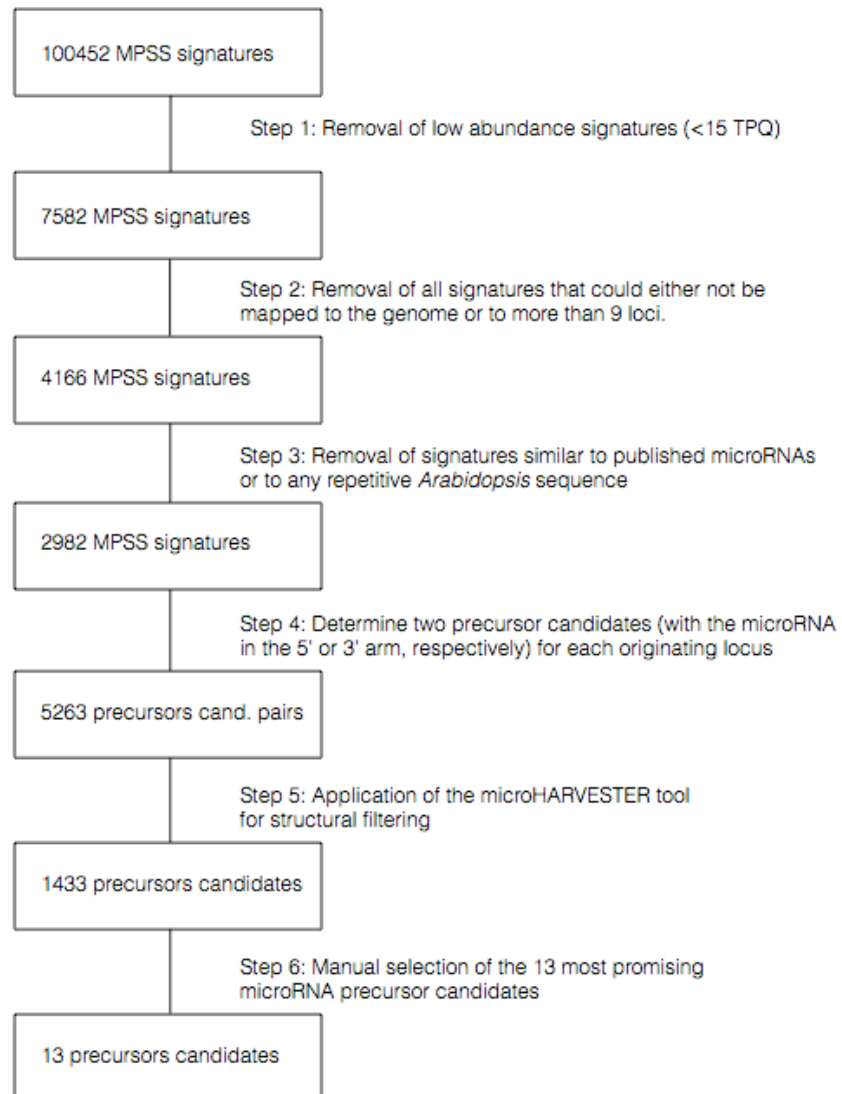 100452 MPSS signatures
Step 1: Removal of low abundance signatures (<15 TPQ)
7582 MPSS signatures
Step 2: Removal of all signatures that could either not be
mapped to the genome or to more than 9 loci.
4166 MPSS signatures
Step 3: Removal of signatures similar to published microRNAs
or to any repetitive Arabidopsis sequence
2982 MPSS signatures
Step 4: Determine two precursor candidates (with the microRNA
in the 5' or 3' arm, respectively) for each originating locus
5263 precursors cand. pairs
Step 5: Application of the microHARVESTER tool
for structural filtering
1433 precursors candidates
Step 6: Manual selection of the 13 most promising
microRNA precursor candidates
13 precursors candidates